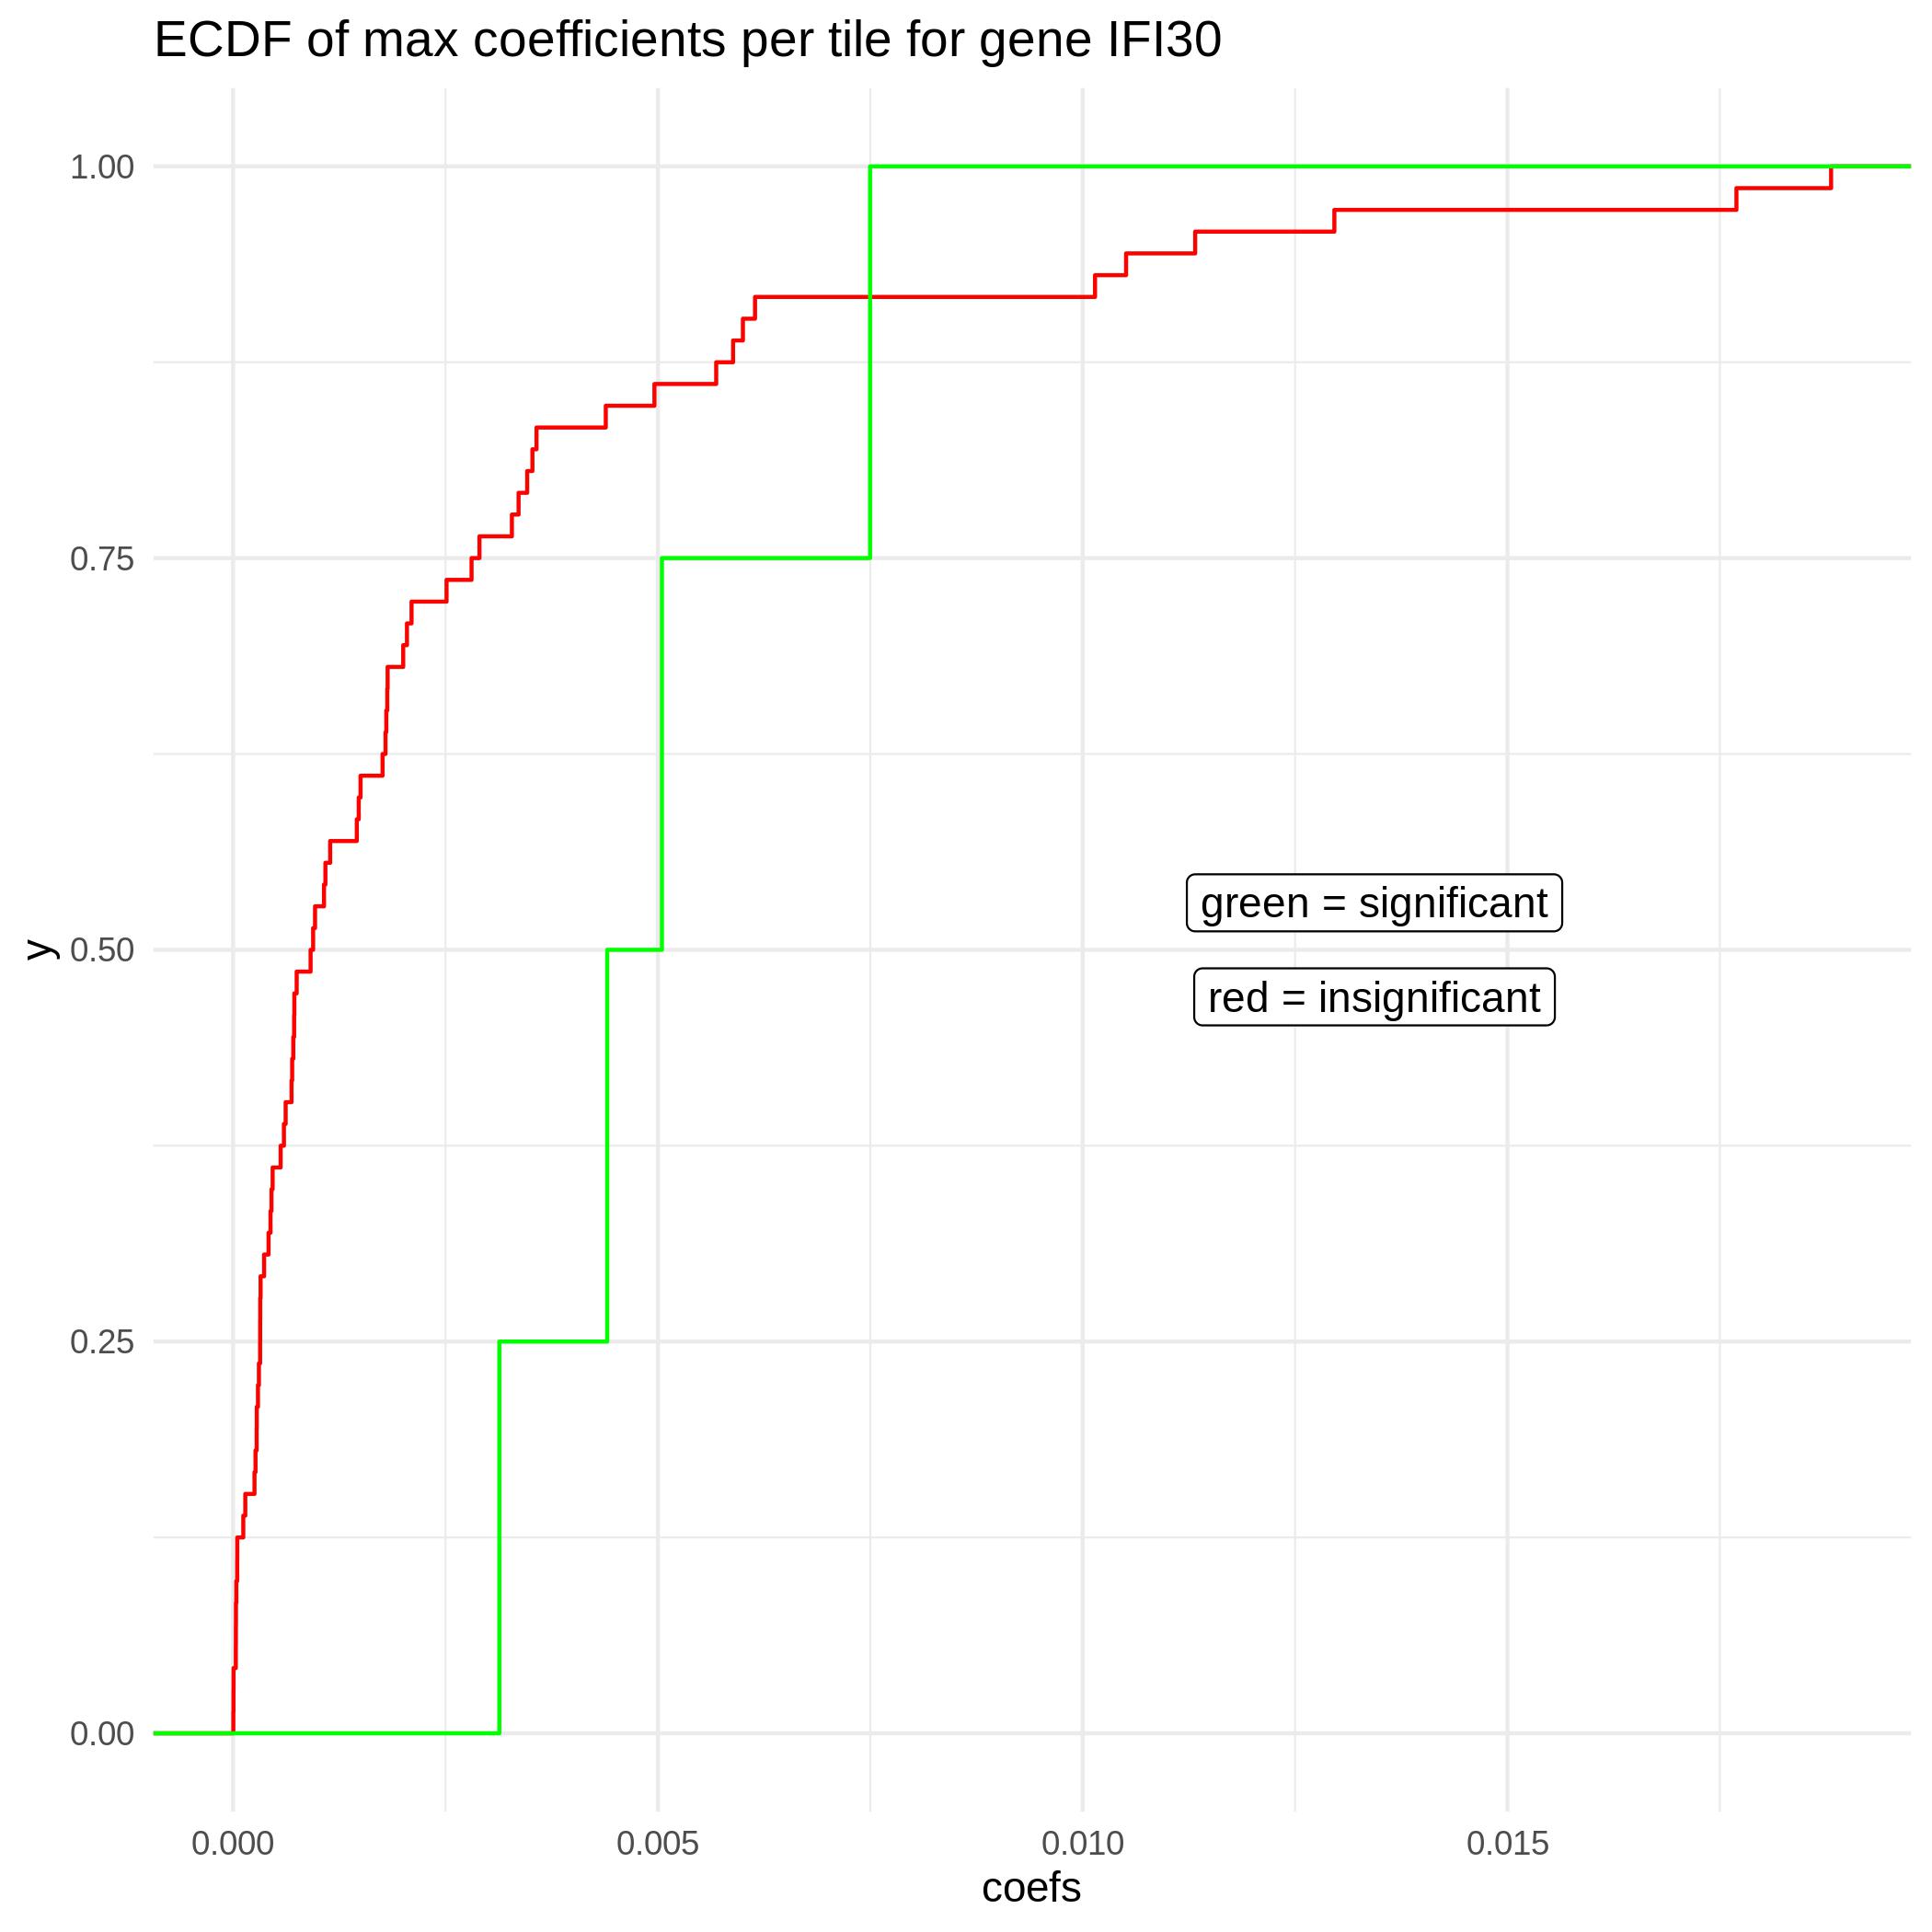 ECDF of max coefficients per tile for gene IFI30
1.00
0.75
0.50
0.25
0.00
y
green = significant
red = insignificant
0.000 0.005 0.010 0.015
coefs